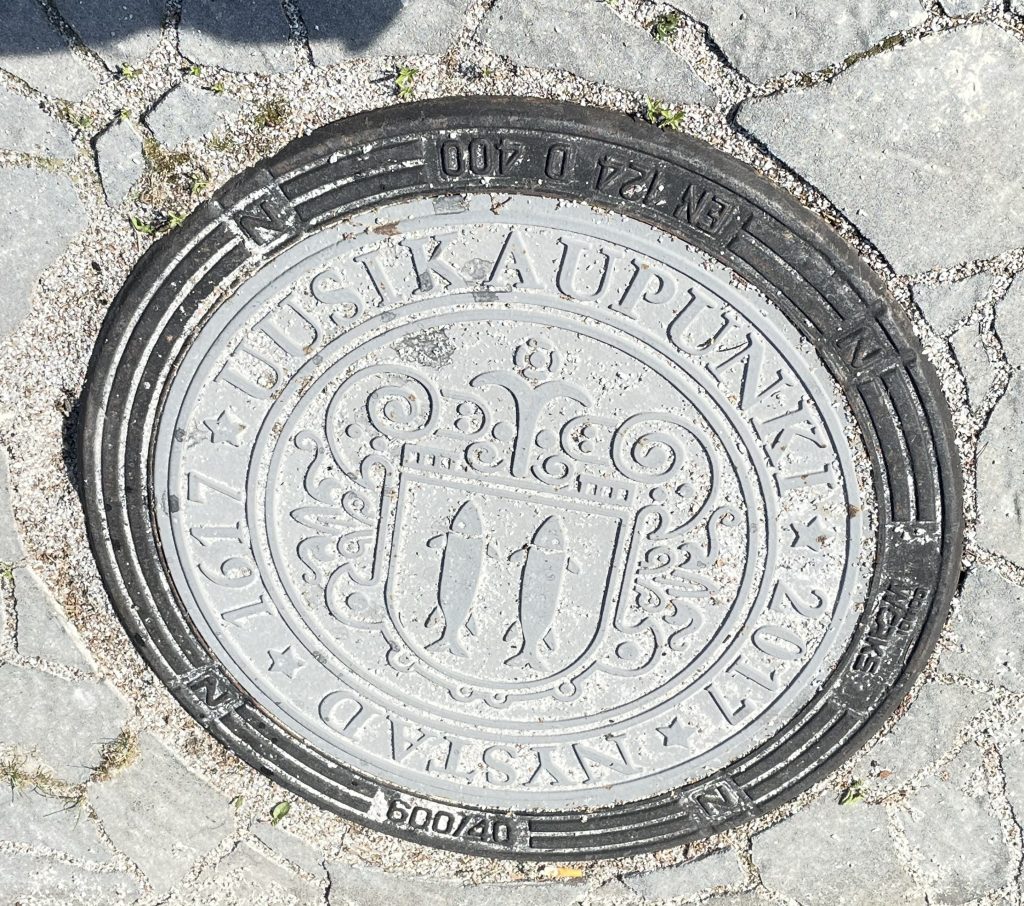 ★ UUSIKAUPUNKI ★ 2017 ★ NYSTAD ★ 1617
EN 124 D 400
600/40
N
N
N
N